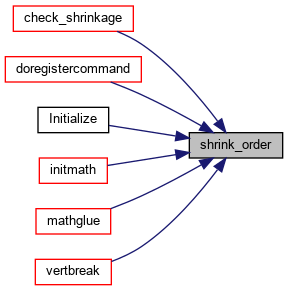 check_shrinkage
doregistercommand
Initialize
shrink_order
initmath
mathglue
vertbreak